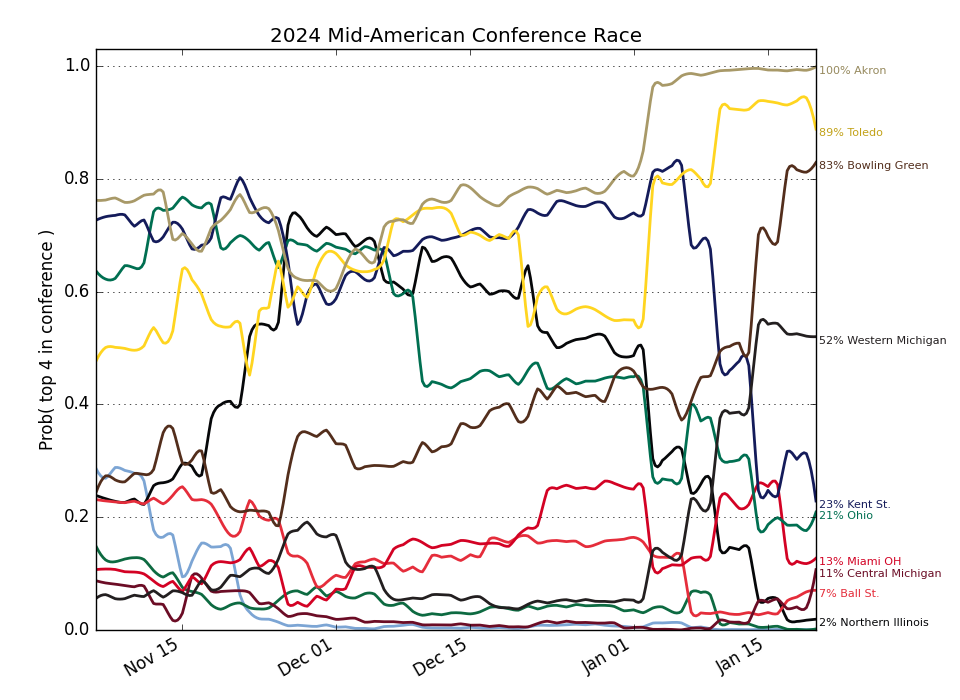 2024 Mid-American Conference Race
Prob( top 4 in conference )
1.0
0.8
0.6
0.4
0.2
0.0
Nov 15
Dec 01
Dec 15
Jan 01
Jan 15
100% Akron
89% Toledo
83% Bowling Green
52% Western Michigan
23% Kent St.
21% Ohio
13% Miami OH
11% Central Michigan
7% Ball St.
2% Northern Illinois